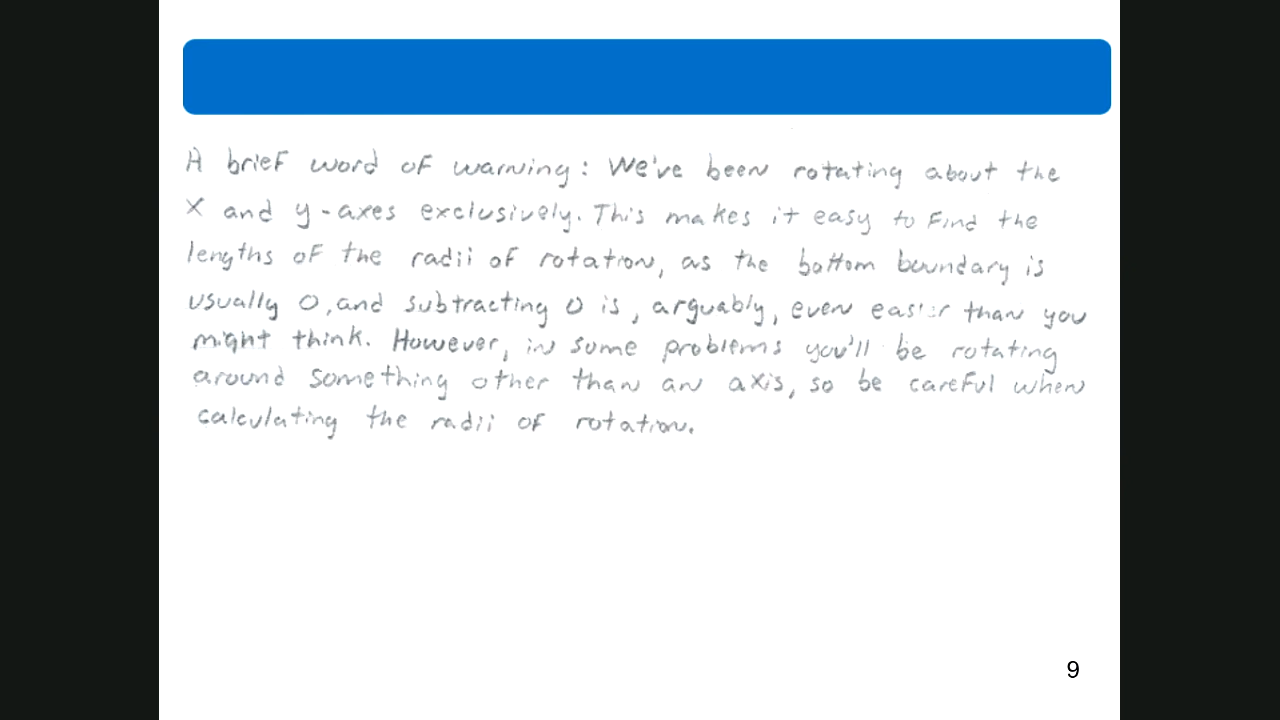 A brief word of warning: We've been rotating about the
x and y-axes exclusively. This makes it easy to find the
lengths of the radii of rotation, as the bottom boundary is
usually 0, and subtracting 0 is, arguably, even easier than you
might think. However, in some problems you'll be rotating
around something other than an axis, so be careful when
calculating the radii of rotation.
9